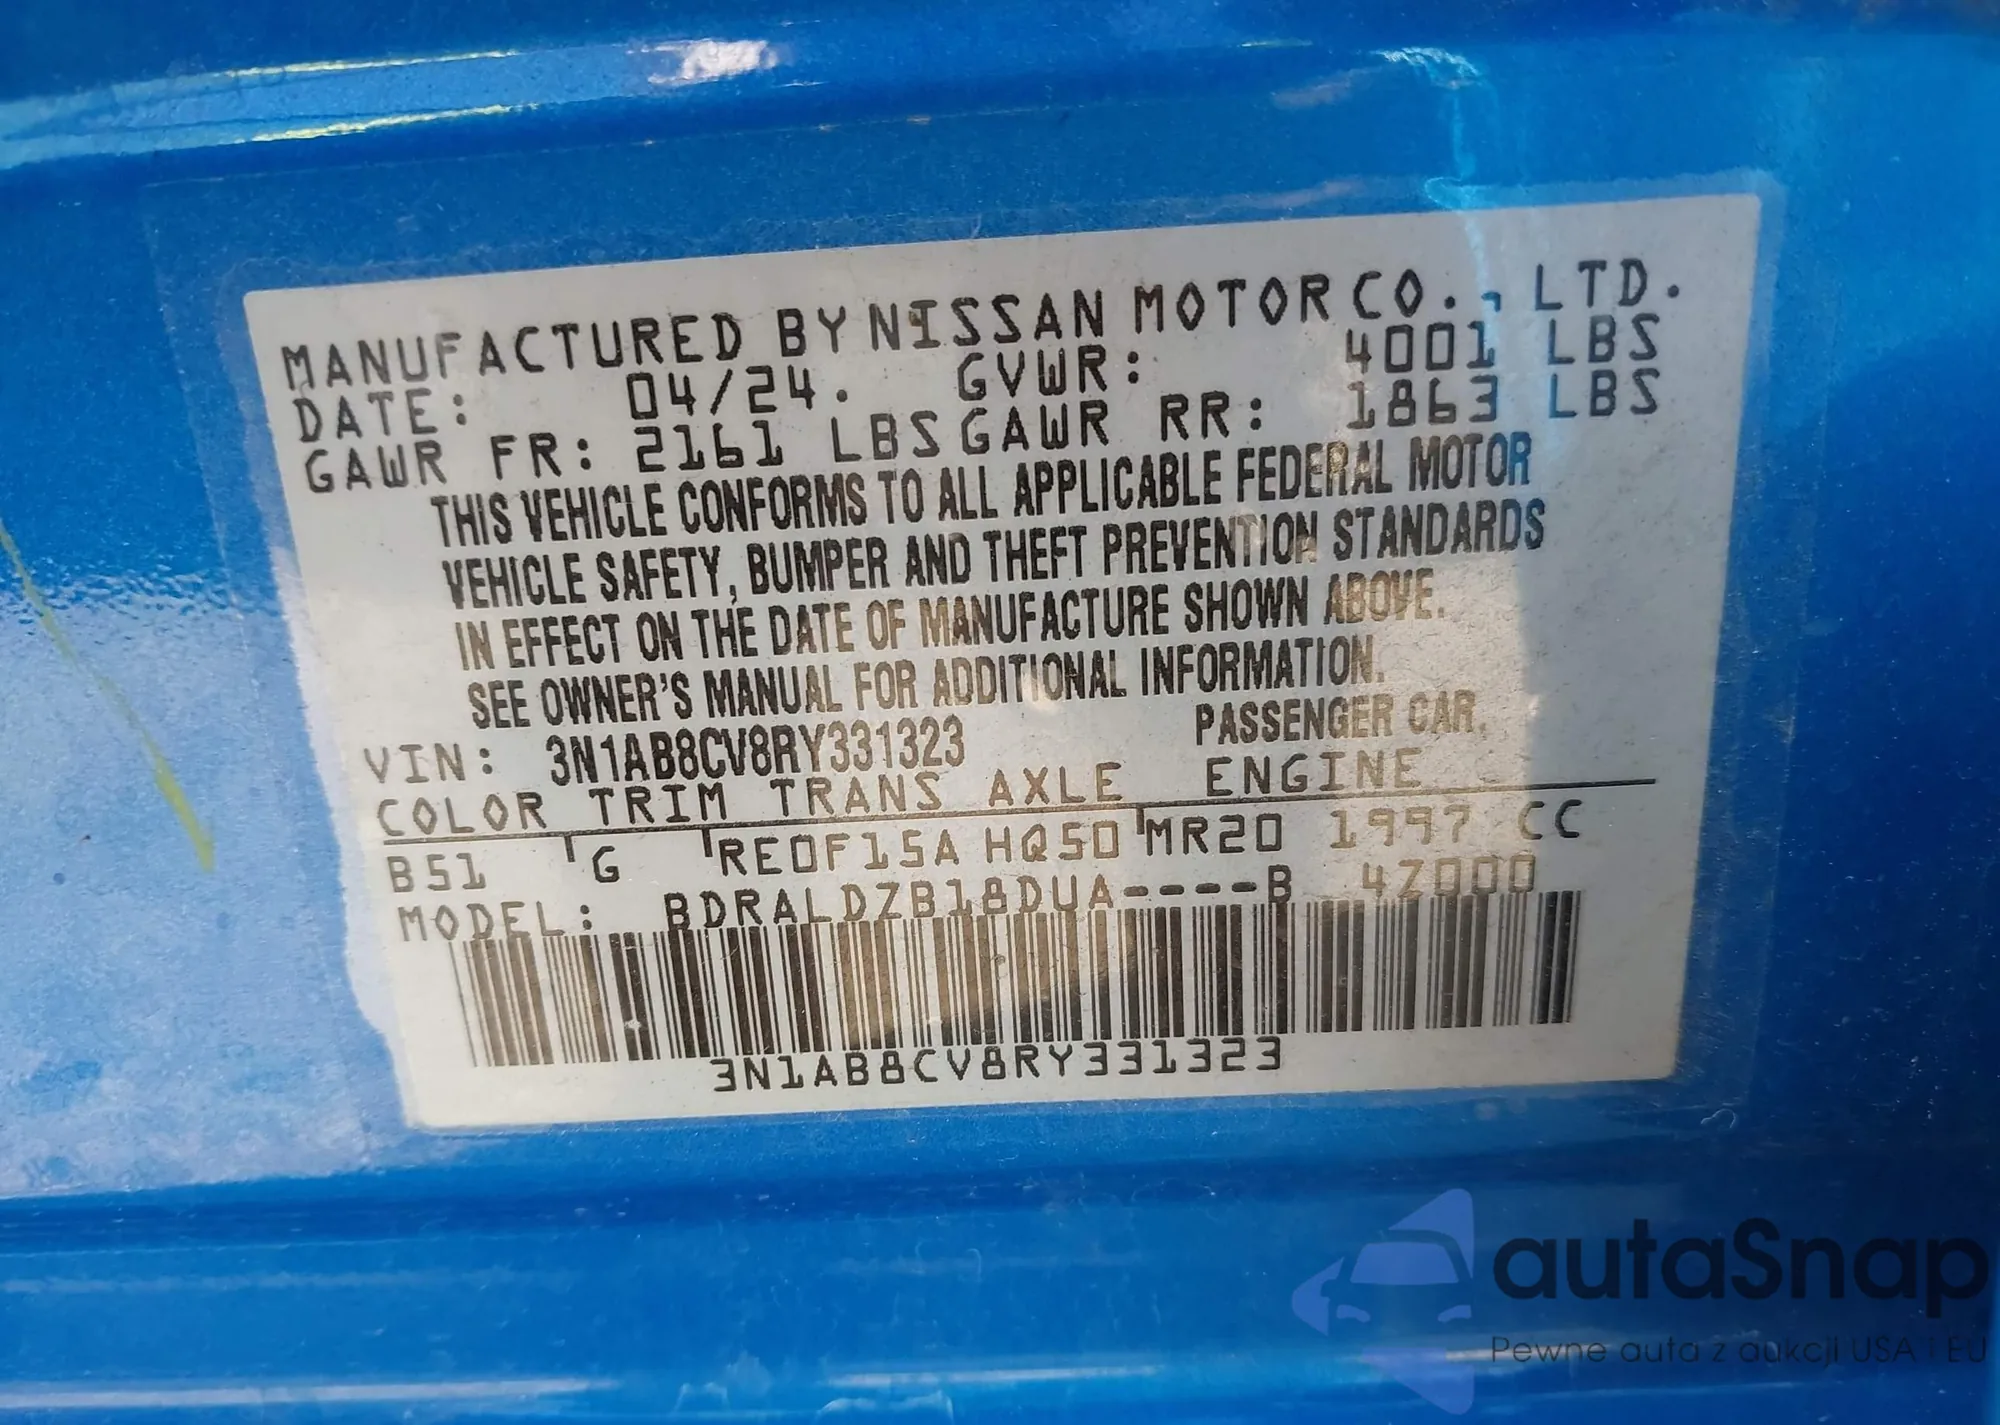 MANUFACTURED BY NISSAN MOTOR CO., LTD.
DATE: 04/24. GVWR: 4001 LBS
GAWR FR: 2161 LBS GAWR RR: 1863 LBS
THIS VEHICLE CONFORMS TO ALL APPLICABLE FEDERAL MOTOR
VEHICLE SAFETY, BUMPER AND THEFT PREVENTION STANDARDS
IN EFFECT ON THE DATE OF MANUFACTURE SHOWN ABOVE.
SEE OWNER'S MANUAL FOR ADDITIONAL INFORMATION.
VIN: 3N1AB8CV8RY331323 PASSENGER CAR.
COLOR TRIM TRANS AXLE ENGINE
B51 G RE0F15A HQ50 MR20 1997 CC
MODEL: BDRALDZB18DUA----B 4Z000
3N1AB8CV8RY331323
autaSnap
Pewne auta z aukcji USA i EU